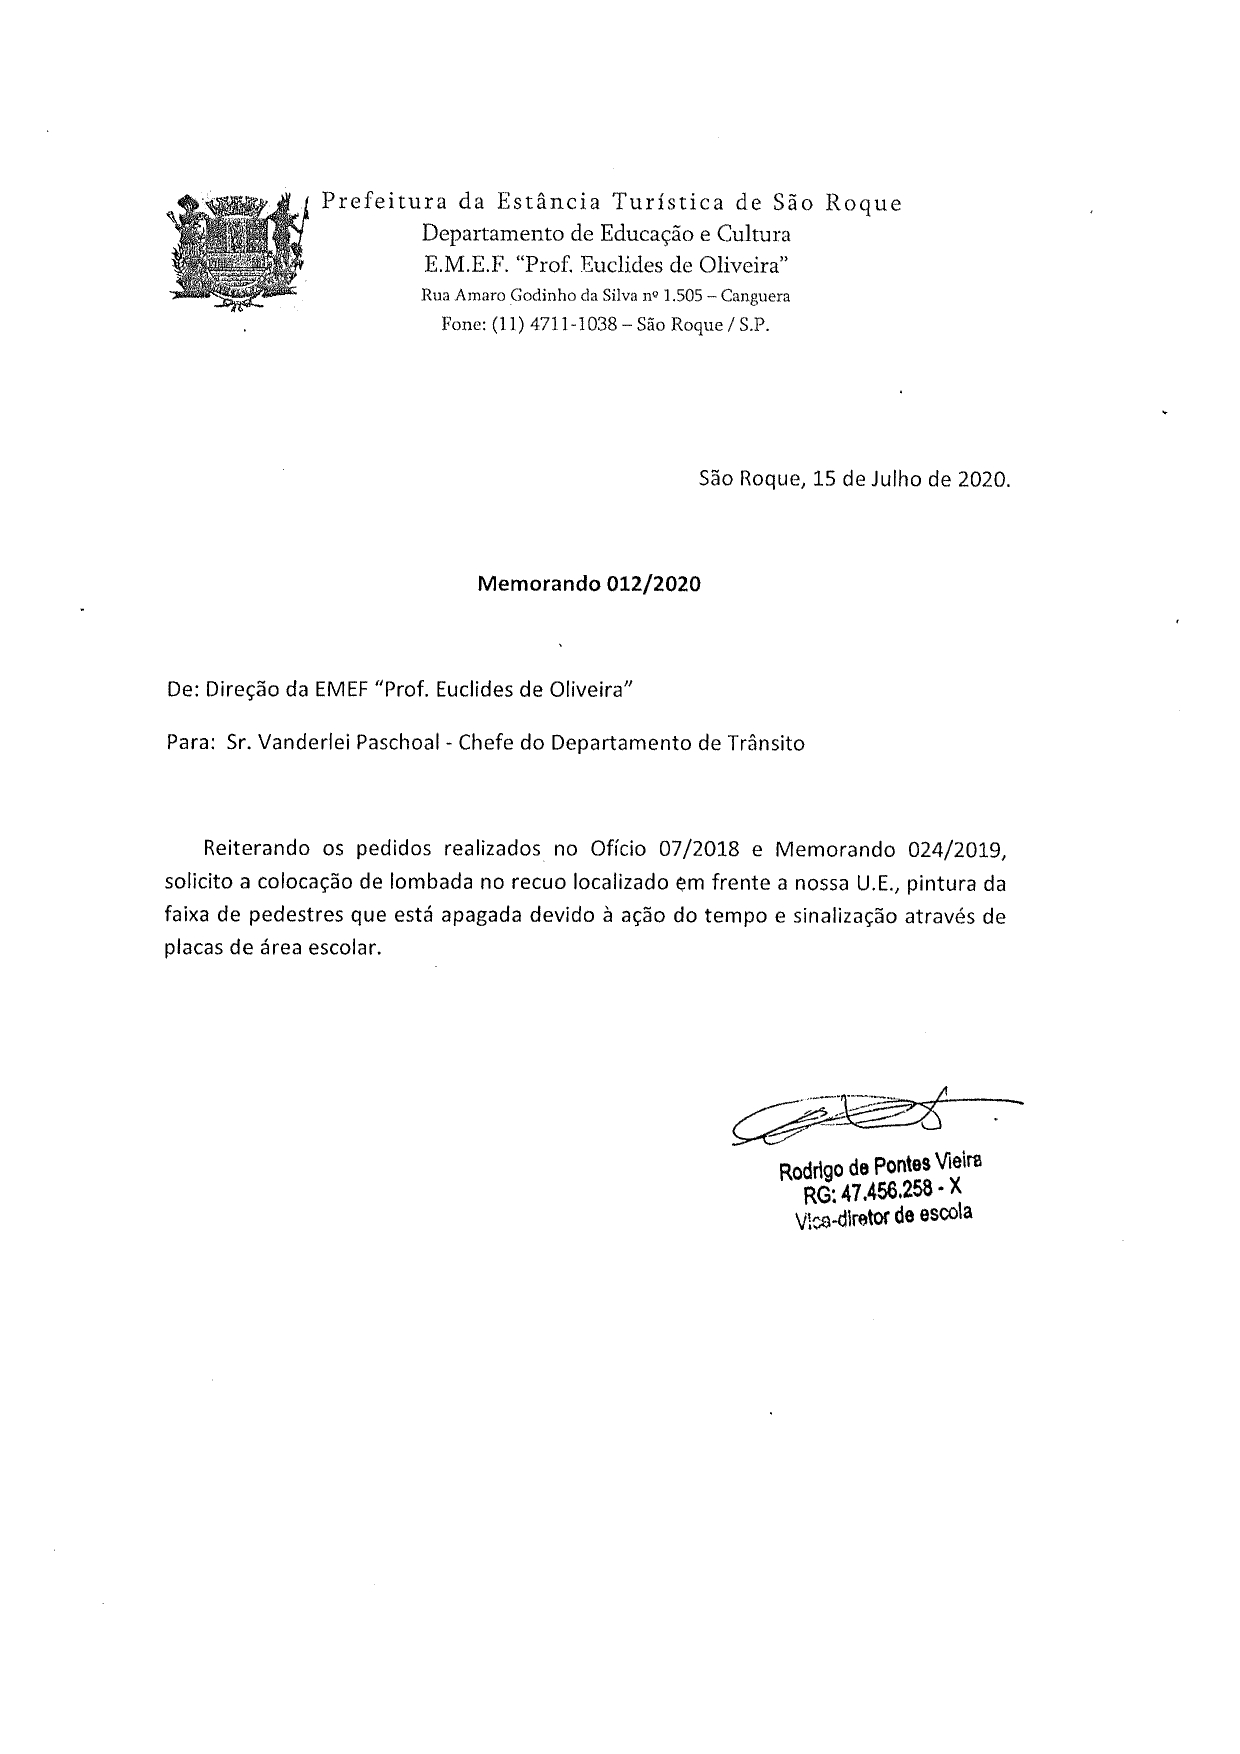 Prefeitura da Estância Turística de São Roque
Departamento de Educação e Cultura
E.M.E.F. “Prof. Euclides de Oliveira”
Rua Amaro Godinho da Silva nº 1.505 – Canguera
Fone: (11) 4711-1038 – São Roque / S.P.
São Roque, 15 de Julho de 2020.
Memorando 012/2020
De: Direção da EMEF “Prof. Euclides de Oliveira”
Para: Sr. Vanderlei Paschoal - Chefe do Departamento de Trânsito
Reiterando os pedidos realizados no Ofício 07/2018 e Memorando 024/2019,
solicito a colocação de lombada no recuo localizado em frente a nossa U.E., pintura da
faixa de pedestres que está apagada devido à ação do tempo e sinalização através de
placas de área escolar.
Rodrigo de Pontes Vieira
RG: 47.456.258 - X
Vice-diretor de escola